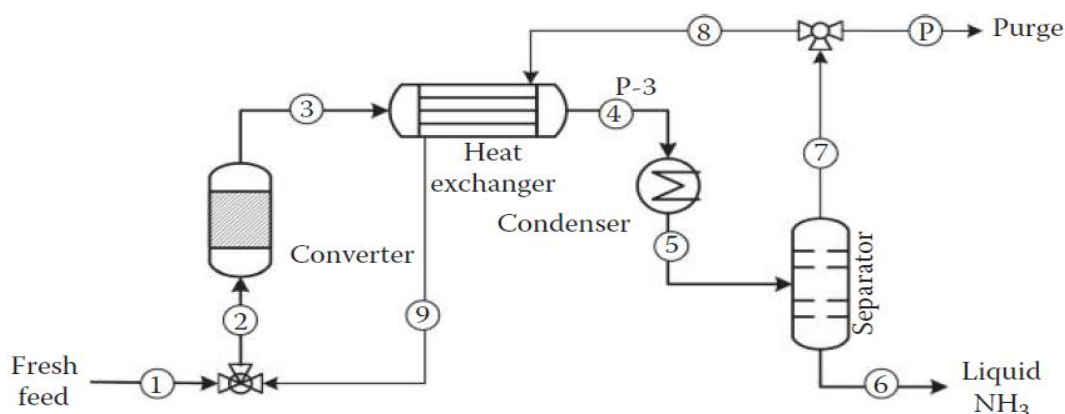 8
P
Purge
3
P-3
4
Heat
exchanger
7
Condenser
Converter
5
Separator
2
9
Fresh
feed
1
6
Liquid
NH₃